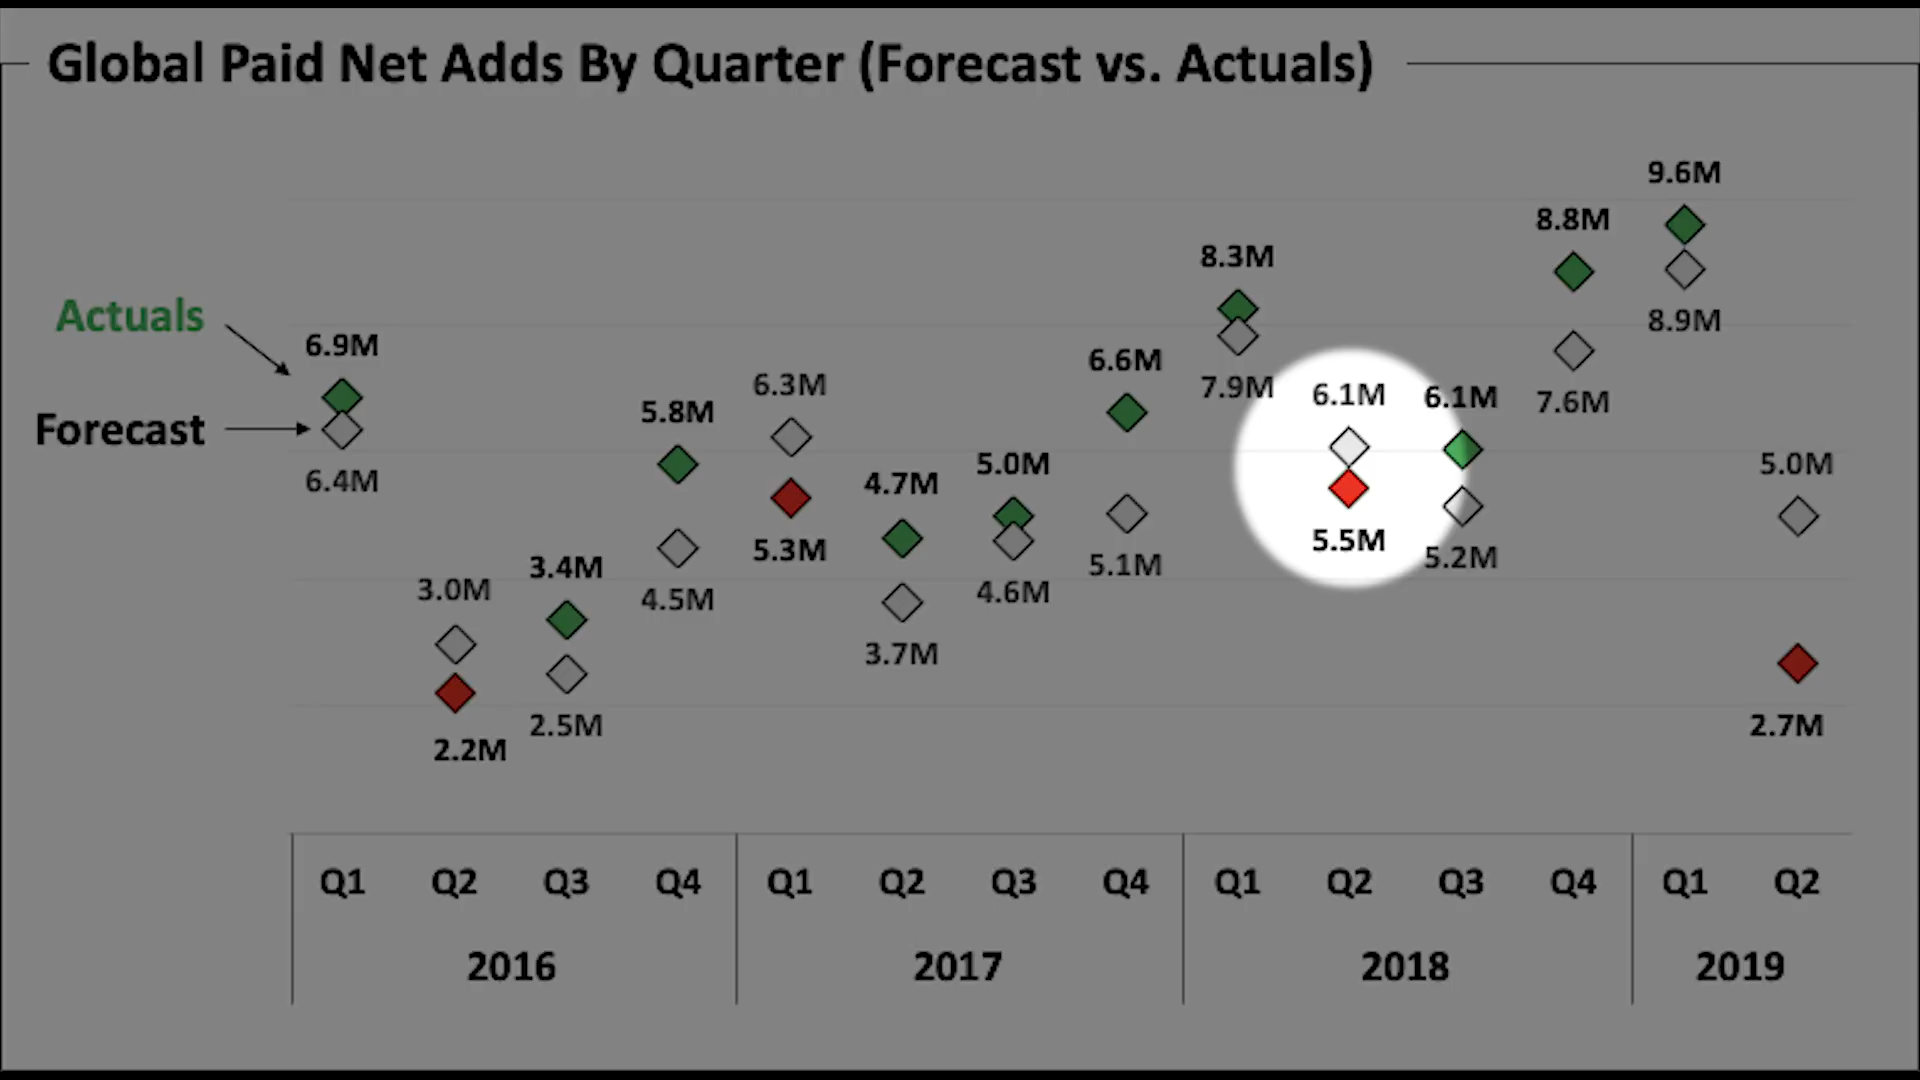 Global Paid Net Adds By Quarter (Forecast vs. Actuals)
Actuals
Forecast
6.9M
6.4M
3.0M
2.2M
3.4M
2.5M
5.8M
4.5M
6.3M
5.3M
4.7M
3.7M
5.0M
4.6M
6.6M
5.1M
8.3M
7.9M
6.1M
5.5M
6.1M
5.2M
8.8M
7.6M
9.6M
8.9M
5.0M
2.7M
Q1 Q2 Q3 Q4 Q1 Q2 Q3 Q4 Q1 Q2 Q3 Q4 Q1 Q2
2016 2017 2018 2019